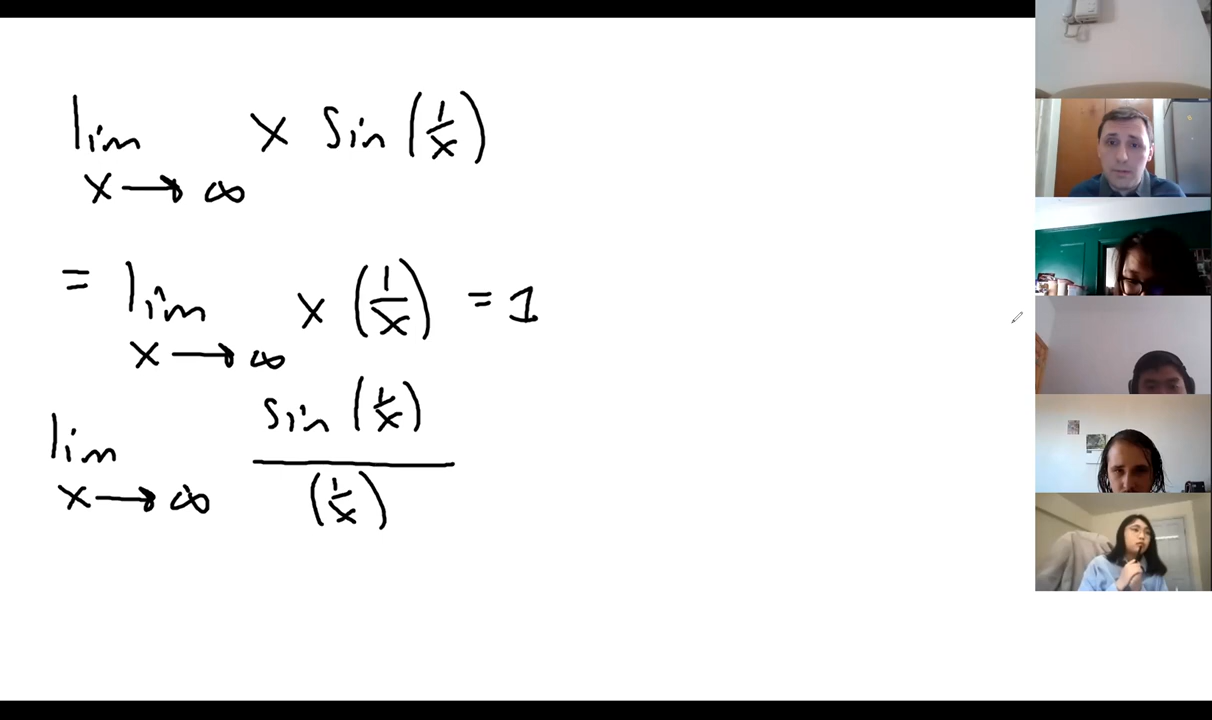 lim x sin (1/x)
x → ∞
= lim x (1/x) = 1
x → ∞
lim sin (1/x) / (1/x)
x → ∞